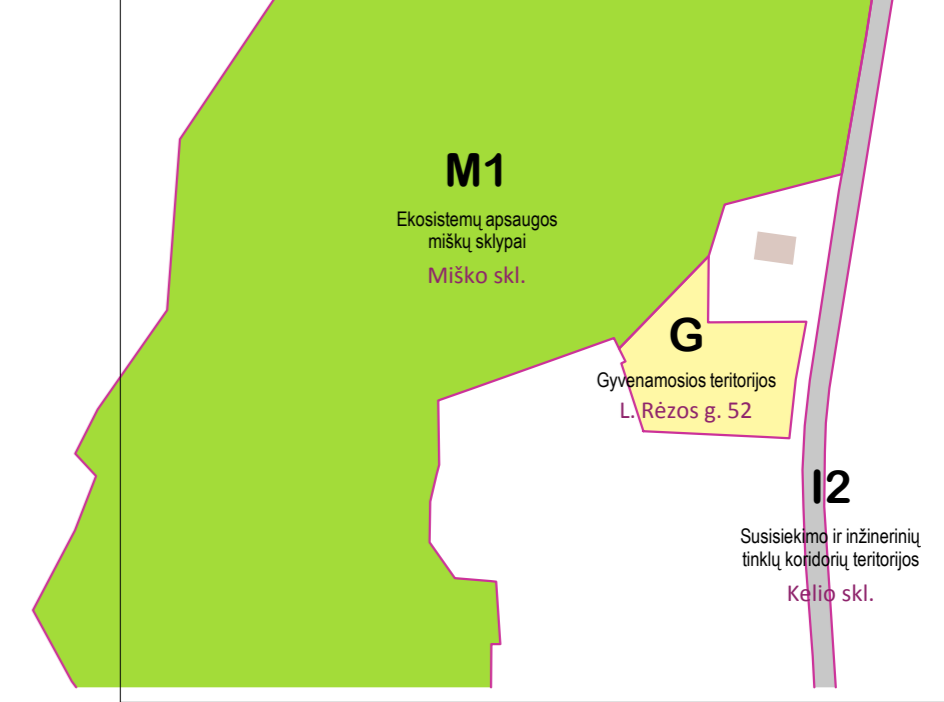 M1
Ekosistemų apsaugos
miškų sklypai
Miško skl.
G
Gyvenamosios teritorijos
L. Rėzos g. 52
I2
Susisiekimo ir inžinerinių
tinklų koridorių teritorijos
Kelio skl.